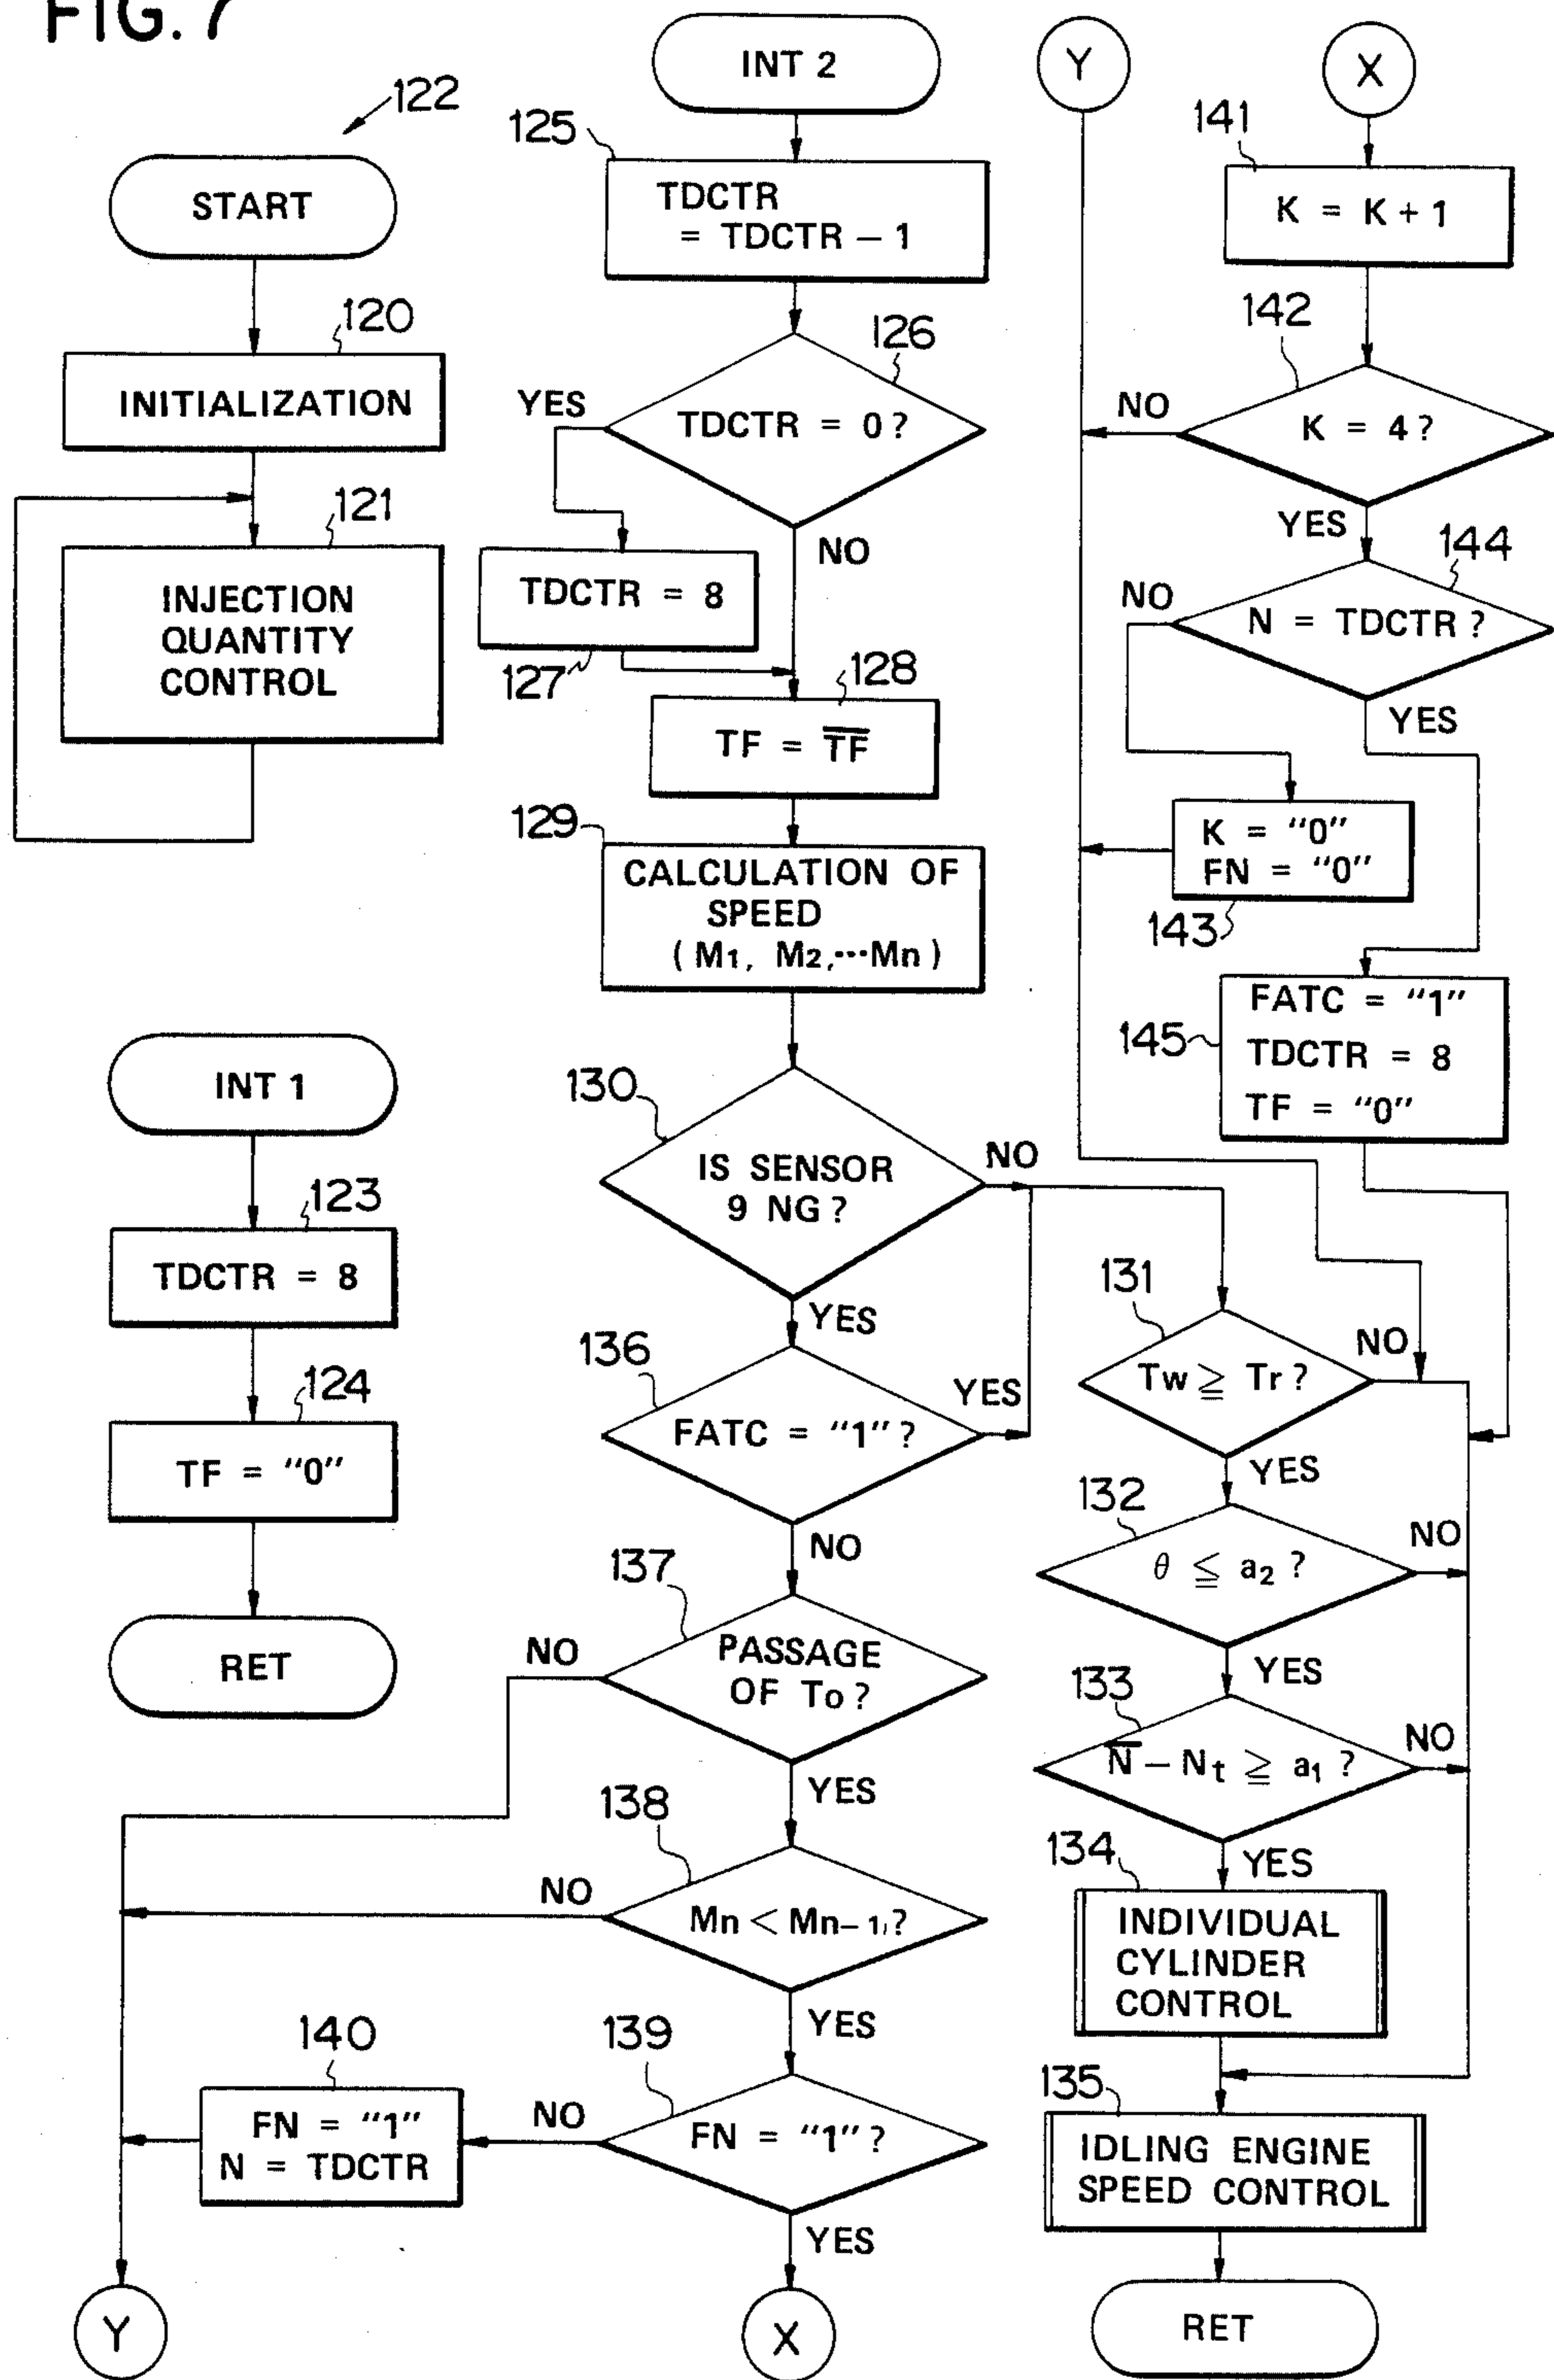 FIG. 7
122
START
120
INITIALIZATION
121
INJECTION
QUANTITY
CONTROL
INT 1
123
TDCTR = 8
124
TF = “0”
RET
INT 2
125
TDCTR
= TDCTR − 1
126
TDCTR = 0?
YES
NO
TDCTR = 8
127
128
TF = T̅F̅
129
CALCULATION OF
SPEED
(M1, M2,···Mn)
130
IS SENSOR
9 NG?
NO
YES
136
FATC = “1”?
YES
NO
137
PASSAGE
OF To?
NO
YES
138
Mn < Mn−1?
NO
YES
139
FN = “1”?
NO
140
FN = “1”
N = TDCTR
YES
Y
X
Y
X
141
K = K + 1
142
K = 4?
NO
YES
144
N = TDCTR?
NO
YES
K = “0”
FN = “0”
143
145
FATC = “1”
TDCTR = 8
TF = “0”
131
Tw ≧ Tr?
NO
YES
132
θ ≦ a2 ?
NO
YES
133
N̅ − Nt ≧ a1 ?
NO
YES
134
INDIVIDUAL
CYLINDER
CONTROL
135
IDLING ENGINE
SPEED CONTROL
RET